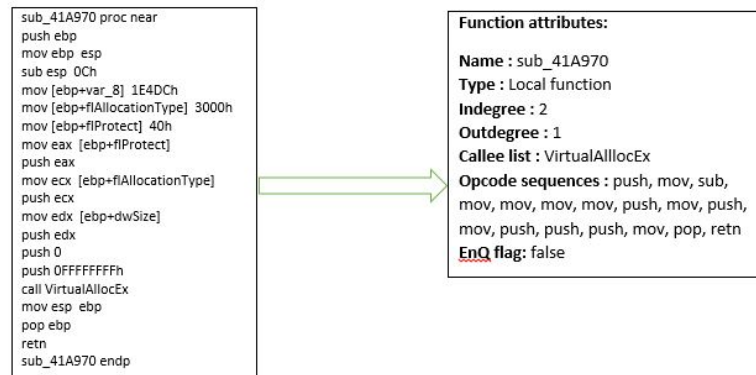 sub_41A970 proc near
push ebp
mov ebp esp
sub esp 0Ch
mov [ebp+var_8] 1E4DCh
mov [ebp+flAllocationType] 3000h
mov [ebp+flProtect] 40h
mov eax [ebp+flProtect]
push eax
mov ecx [ebp+flAllocationType]
push ecx
mov edx [ebp+dwSize]
push edx
push 0
push 0FFFFFFFFh
call VirtualAllocEx
mov esp ebp
pop ebp
retn
sub_41A970 endp
Function attributes:
Name : sub_41A970
Type : Local function
Indegree : 2
Outdegree : 1
Callee list : VirtualAlllocEx
Opcode sequences : push, mov, sub,
mov, mov, mov, mov, push, mov, push,
mov, push, push, push, mov, pop, retn
EnQ flag: false